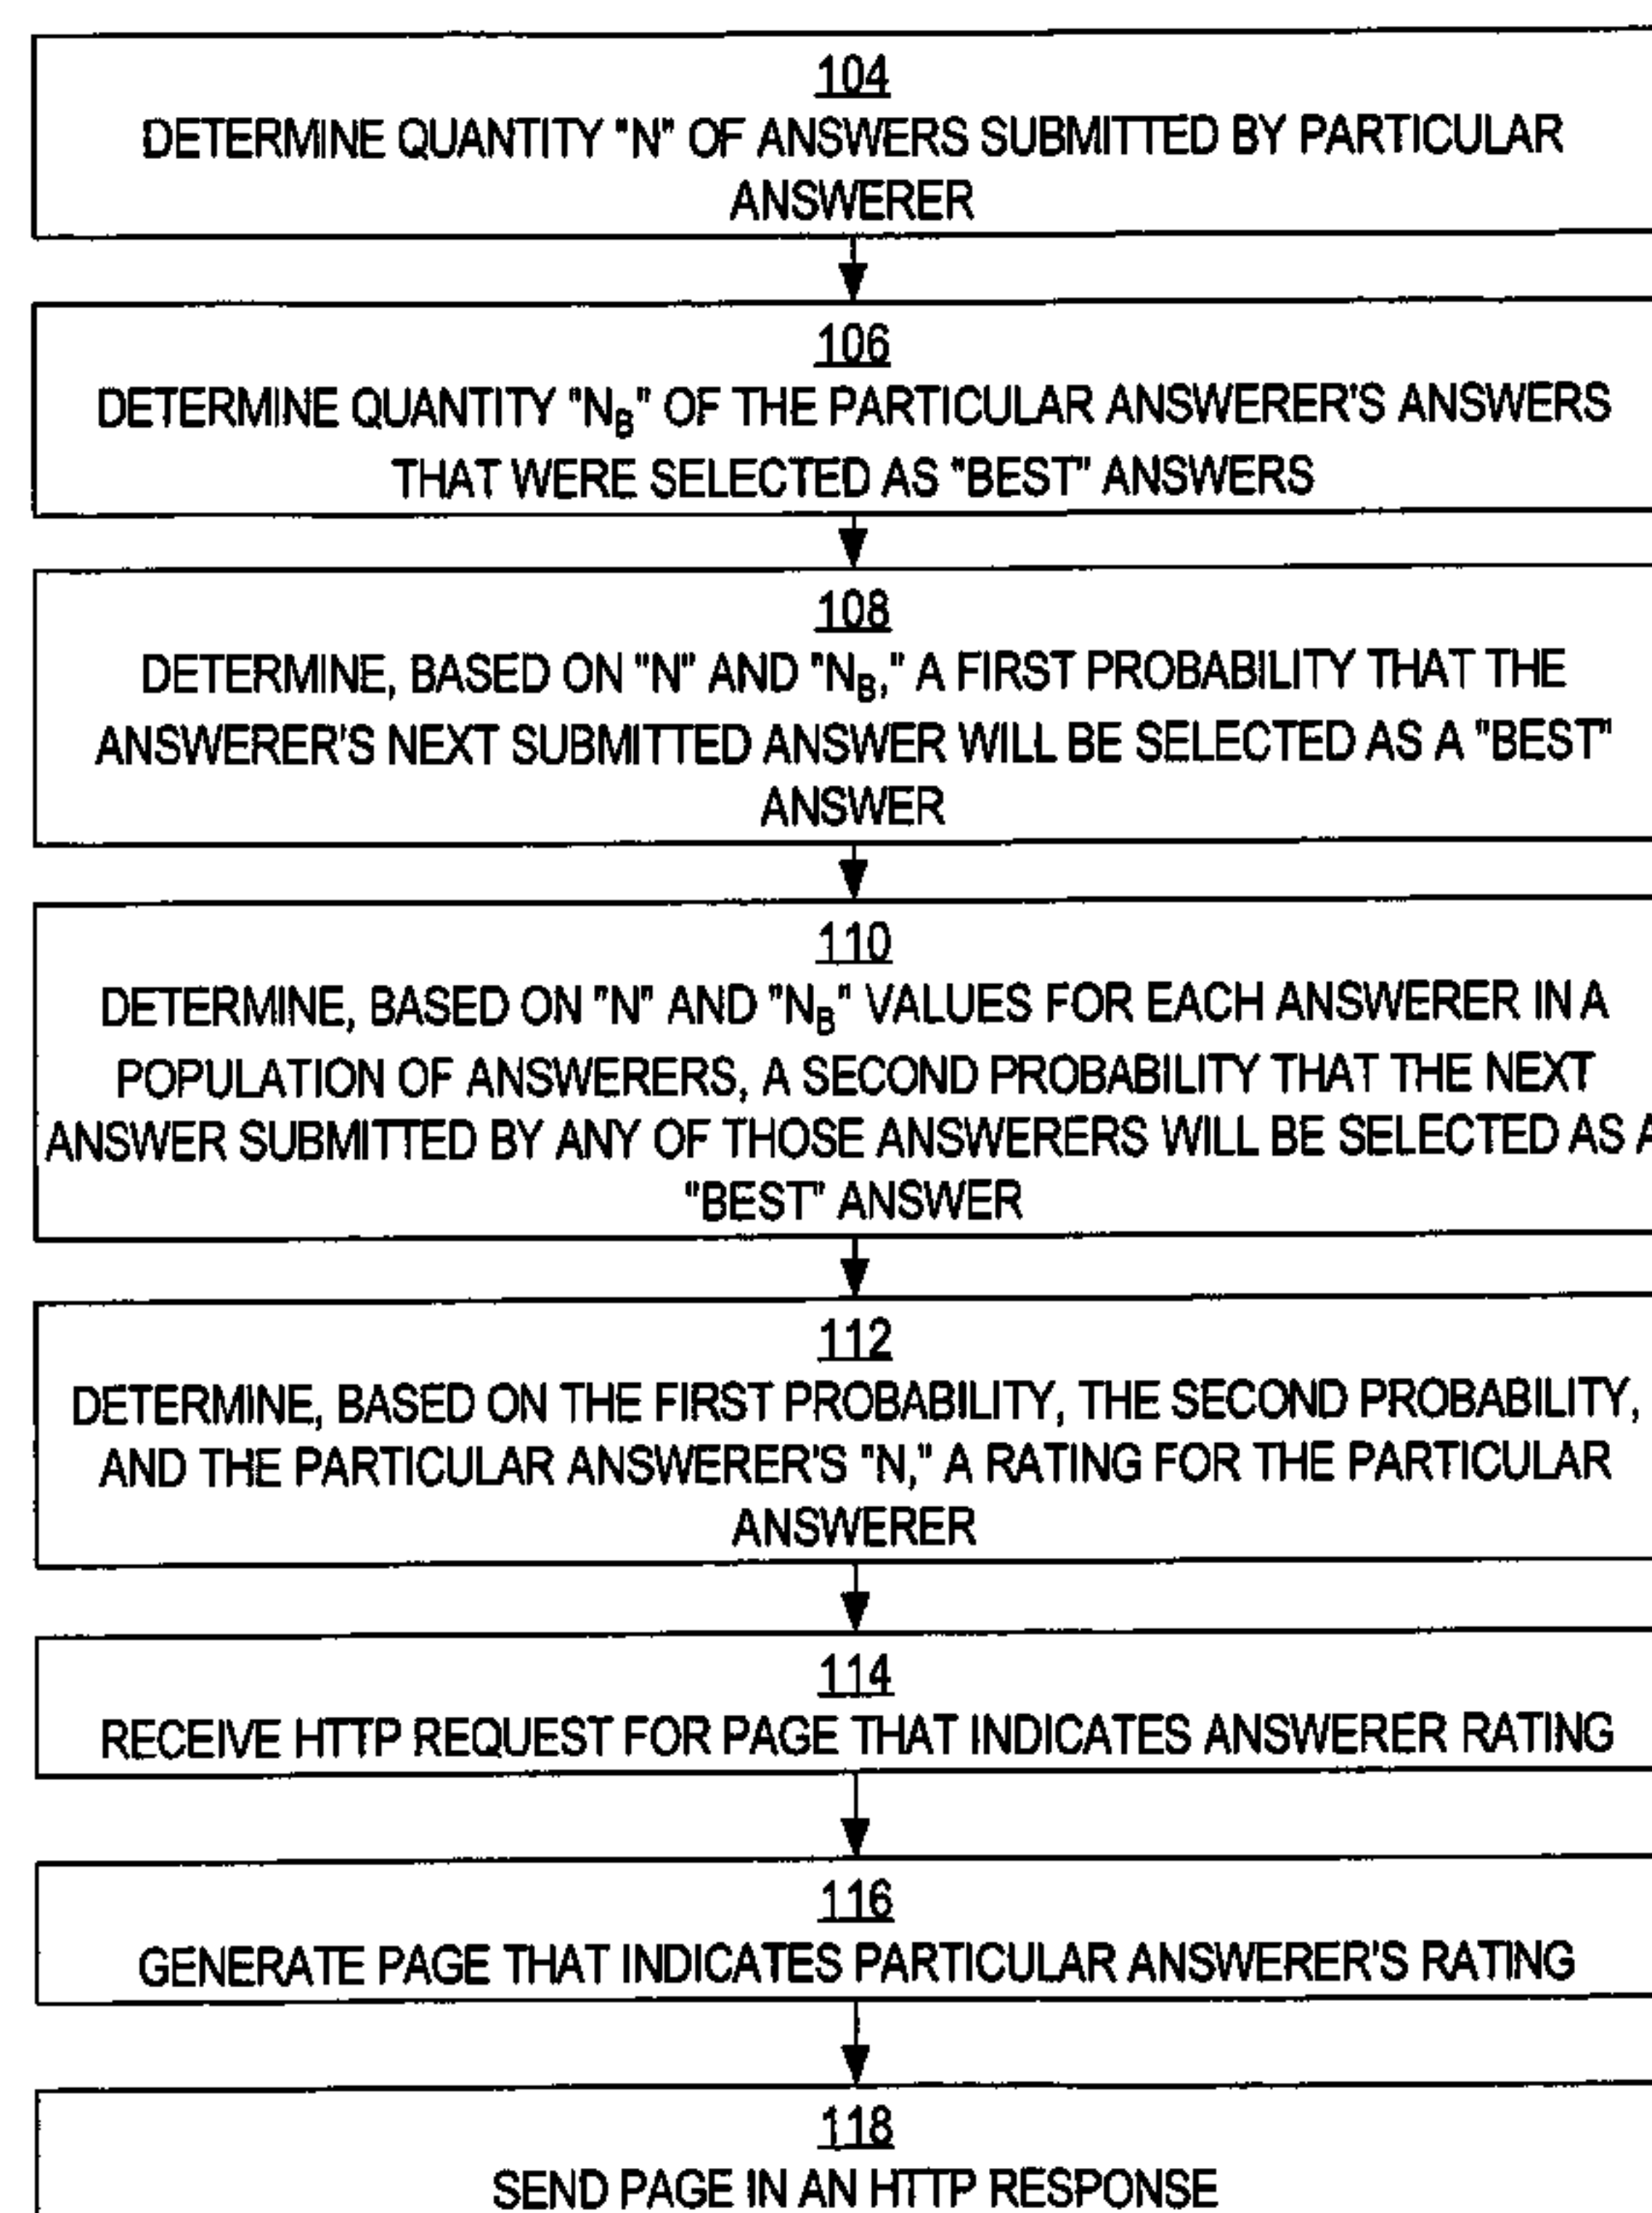 104
DETERMINE QUANTITY "N" OF ANSWERS SUBMITTED BY PARTICULAR
ANSWERER
106
DETERMINE QUANTITY "NB" OF THE PARTICULAR ANSWERER'S ANSWERS
THAT WERE SELECTED AS "BEST" ANSWERS
108
DETERMINE, BASED ON "N" AND "NB," A FIRST PROBABILITY THAT THE
ANSWERER'S NEXT SUBMITTED ANSWER WILL BE SELECTED AS A "BEST"
ANSWER
110
DETERMINE, BASED ON "N" AND "NB" VALUES FOR EACH ANSWERER IN A
POPULATION OF ANSWERERS, A SECOND PROBABILITY THAT THE NEXT
ANSWER SUBMITTED BY ANY OF THOSE ANSWERERS WILL BE SELECTED AS A
"BEST" ANSWER
112
DETERMINE, BASED ON THE FIRST PROBABILITY, THE SECOND PROBABILITY,
AND THE PARTICULAR ANSWERER'S "N," A RATING FOR THE PARTICULAR
ANSWERER
114
RECEIVE HTTP REQUEST FOR PAGE THAT INDICATES ANSWERER RATING
116
GENERATE PAGE THAT INDICATES PARTICULAR ANSWERER'S RATING
118
SEND PAGE IN AN HTTP RESPONSE